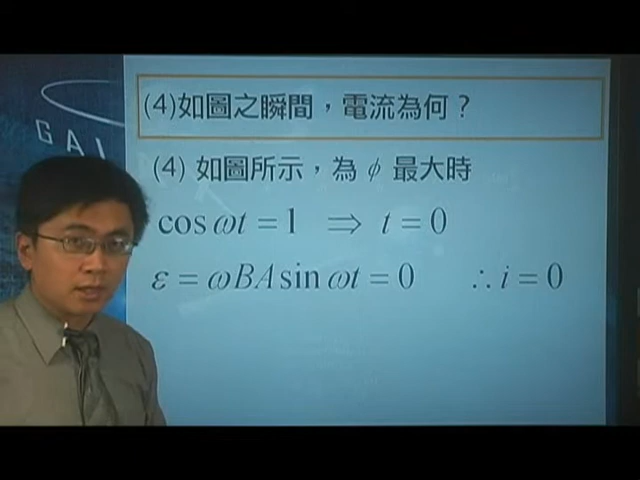 (4)如圖之瞬間，電流為何？
GAL
(4) 如圖所示，為 ϕ 最大時
cos ωt = 1 ⇒ t = 0
ε = ωBA sin ωt = 0 ∴ i = 0